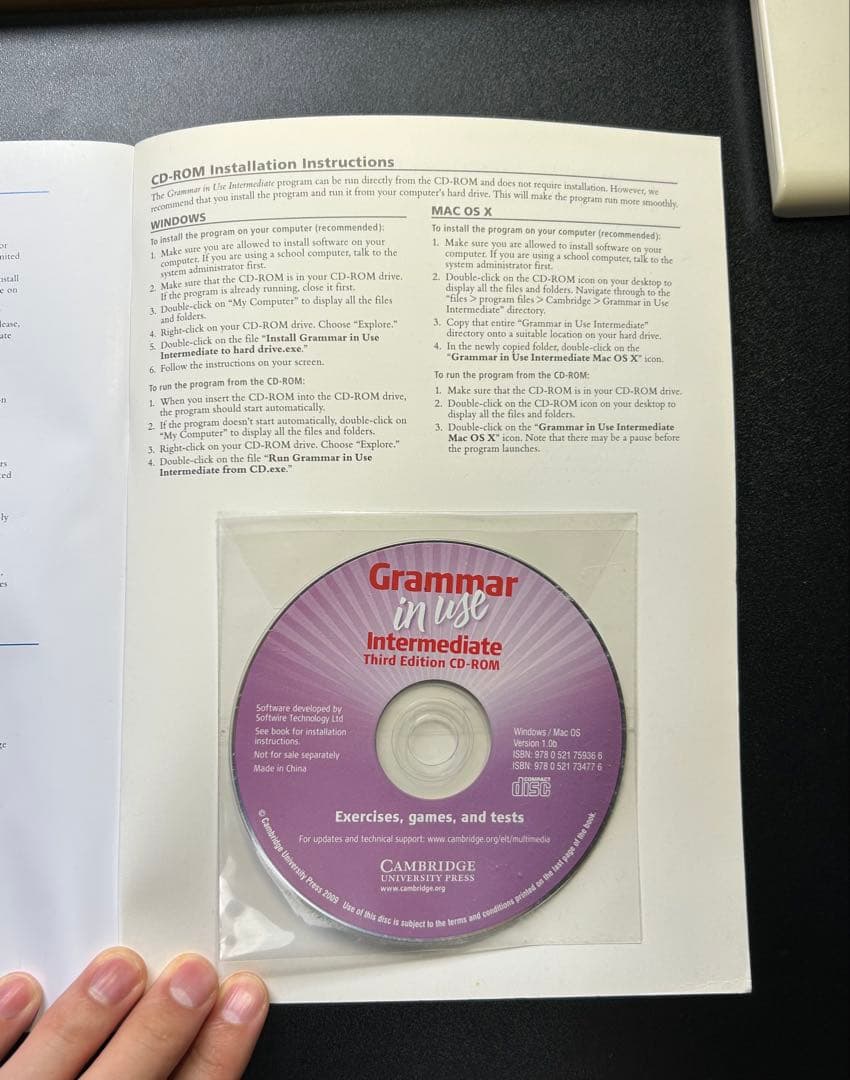 or
nited
nstall
e on
lease,
ate
n
rs
ed
ly
es
ge
CD-ROM Installation Instructions
The Grammar in Use Intermediate program can be run directly from the CD-ROM and does not require installation. However, we
recommend that you install the program and run it from your computer's hard drive. This will make the program run more smoothly.
WINDOWS
To install the program on your computer (recommended):
1. Make sure you are allowed to install software on your
computer. If you are using a school computer, talk to the
system administrator first.
2. Make sure that the CD-ROM is in your CD-ROM drive.
If the program is already running, close it first.
3. Double-click on "My Computer" to display all the files
and folders.
4. Right-click on your CD-ROM drive. Choose "Explore."
5. Double-click on the file "Install Grammar in Use
Intermediate to hard drive.exe."
6. Follow the instructions on your screen.
To run the program from the CD-ROM:
1. When you insert the CD-ROM into the CD-ROM drive,
the program should start automatically.
2. If the program doesn't start automatically, double-click on
"My Computer" to display all the files and folders.
3. Right-click on your CD-ROM drive. Choose "Explore."
4. Double-click on the file "Run Grammar in Use
Intermediate from CD.exe."
MAC OS X
To install the program on your computer (recommended):
1. Make sure you are allowed to install software on your
computer. If you are using a school computer, talk to the
system administrator first.
2. Double-click on the CD-ROM icon on your desktop to
display all the files and folders. Navigate through to the
"files > program files > Cambridge > Grammar in Use
Intermediate" directory.
3. Copy that entire "Grammar in Use Intermediate"
directory onto a suitable location on your hard drive.
4. In the newly copied folder, double-click on the
"Grammar in Use Intermediate Mac OS X" icon.
To run the program from the CD-ROM:
1. Make sure that the CD-ROM is in your CD-ROM drive.
2. Double-click on the CD-ROM icon on your desktop to
display all the files and folders.
3. Double-click on the "Grammar in Use Intermediate
Mac OS X" icon. Note that there may be a pause before
the program launches.
Grammar
in use
Intermediate
Third Edition CD-ROM
Software developed by
Softwire Technology Ltd
See book for installation
instructions.
Not for sale separately
Made in China
Windows / Mac OS
Version 1.0b
ISBN: 978 0 521 75936 6
ISBN: 978 0 521 73477 6
COMPACT
disc
Exercises, games, and tests
For updates and technical support: www.cambridge.org/elt/multimedia
CAMBRIDGE
UNIVERSITY PRESS
www.cambridge.org
© Cambridge University Press 2009 Use of this disc is subject to the terms and conditions printed on the last page of the book.